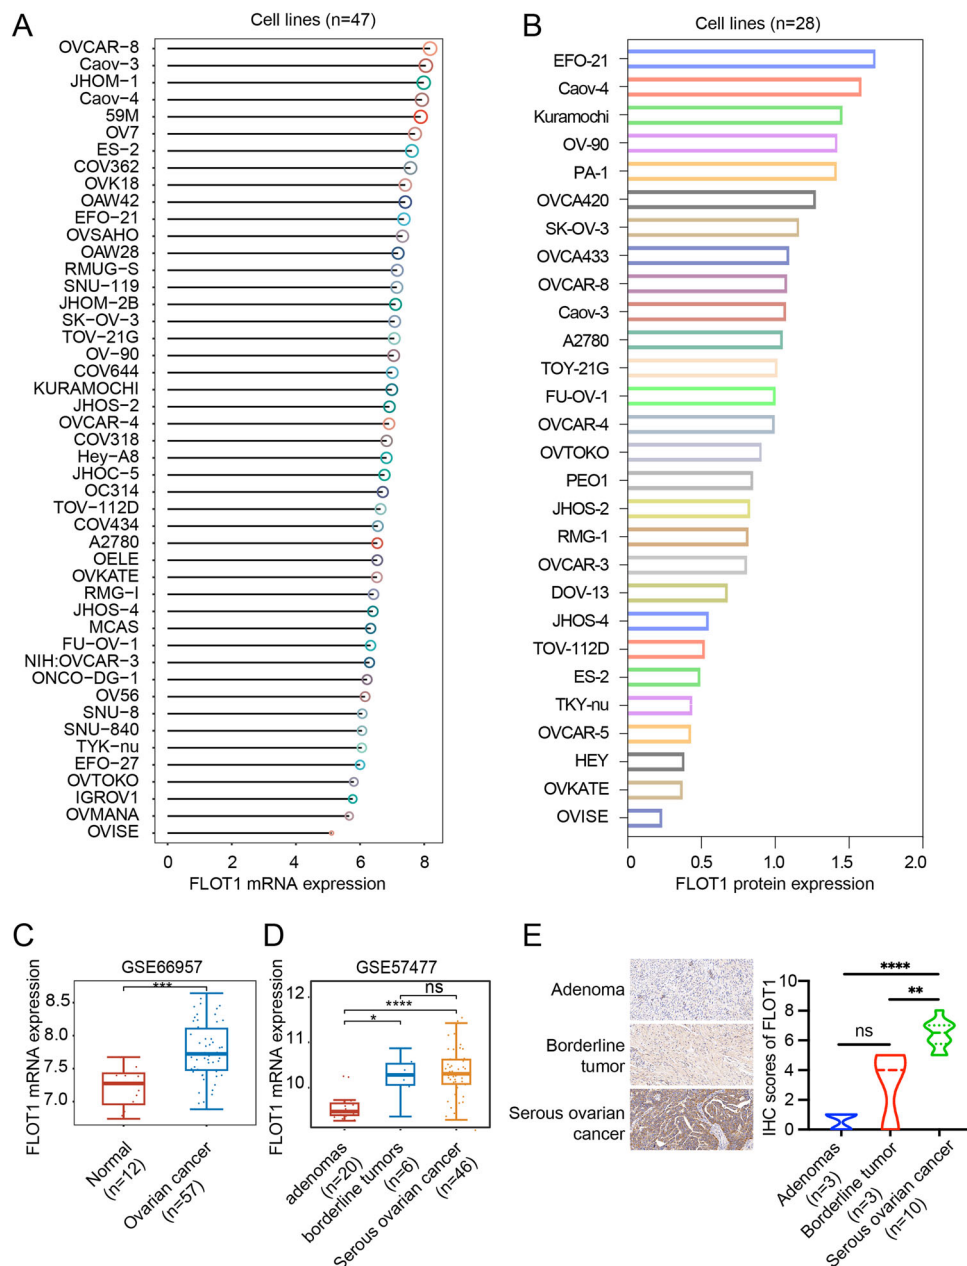 A
Cell lines (n=47)
OVCAR−8
Caov−3
JHOM−1
Caov−4
59M
OV7
ES−2
COV362
OVK18
OAW42
EFO−21
OVSAHO
OAW28
RMUG−S
SNU−119
JHOM−2B
SK−OV−3
TOV−21G
OV−90
COV644
KURAMOCHI
JHOS−2
OVCAR−4
COV318
Hey−A8
JHOC−5
OC314
TOV−112D
COV434
A2780
OELE
OVKATE
RMG−I
JHOS−4
MCAS
FU−OV−1
NIH:OVCAR−3
ONCO−DG−1
OV56
SNU−8
SNU−840
TYK−nu
EFO−27
OVTOKO
IGROV1
OVMANA
OVISE
0 2 4 6 8
FLOT1 mRNA expression
B
Cell lines (n=28)
EFO-21
Caov-4
Kuramochi
OV-90
PA-1
OVCA420
SK-OV-3
OVCA433
OVCAR-8
Caov-3
A2780
TOY-21G
FU-OV-1
OVCAR-4
OVTOKO
PEO1
JHOS-2
RMG-1
OVCAR-3
DOV-13
JHOS-4
TOV-112D
ES-2
TKY-nu
OVCAR-5
HEY
OVKATE
OVISE
0 0.5 1.0 1.5 2.0
FLOT1 protein expression
C
GSE66957
FLOT1 mRNA expression
***
8.5
8.0
7.5
7.0
Normal
(n=12)
Ovarian cancer
(n=57)
D
GSE57477
FLOT1 mRNA expression
ns
****
*
12
11
10
adenomas
(n=20)
borderline tumors
(n=6)
Serous ovarian cancer
(n=46)
E
Adenoma
Borderline
tumor
Serous ovarian
cancer
IHC scores of FLOT1
****
**
ns
10
8
6
4
2
0
Adenomas
(n=3)
Borderline tumor
(n=3)
Serous ovarian cancer
(n=10)